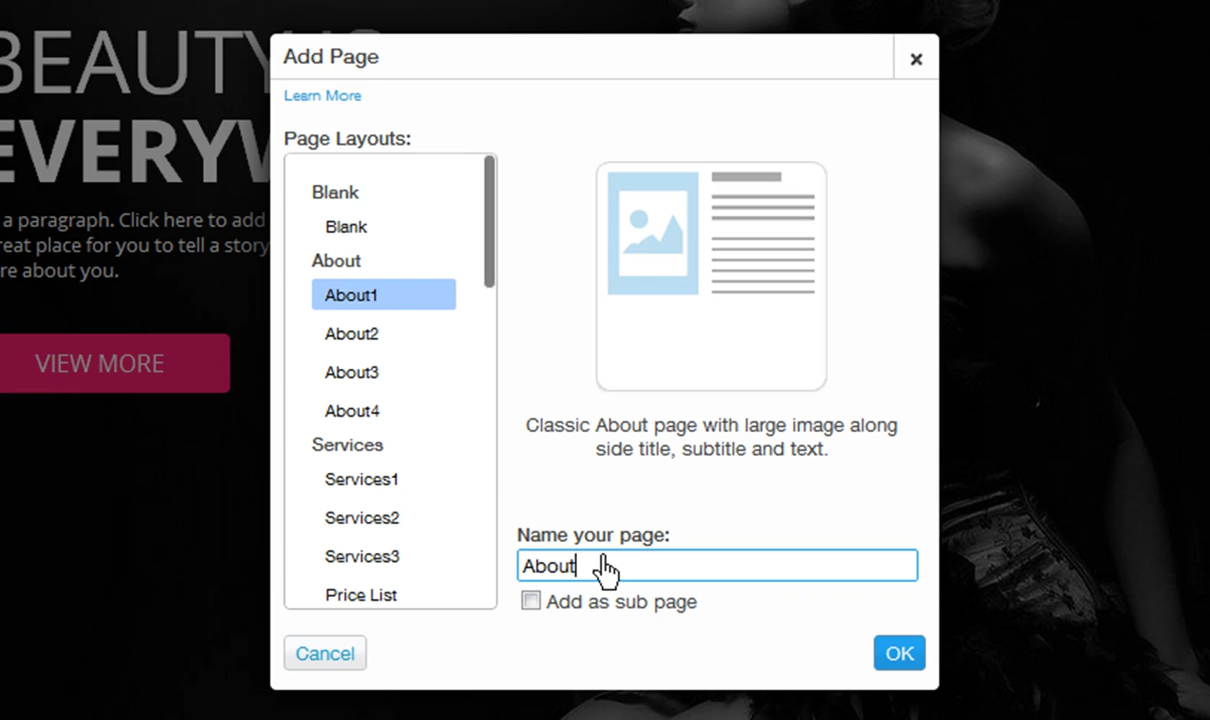 BEAUTY IS
EVERYW
a paragraph. Click here to add
reat place for you to tell a story
re about you.
VIEW MORE
Add Page
×
Learn More
Page Layouts:
Blank
Blank
About
About1
About2
About3
About4
Services
Services1
Services2
Services3
Price List
Classic About page with large image along
side title, subtitle and text.
Name your page:
About
Add as sub page
Cancel
OK